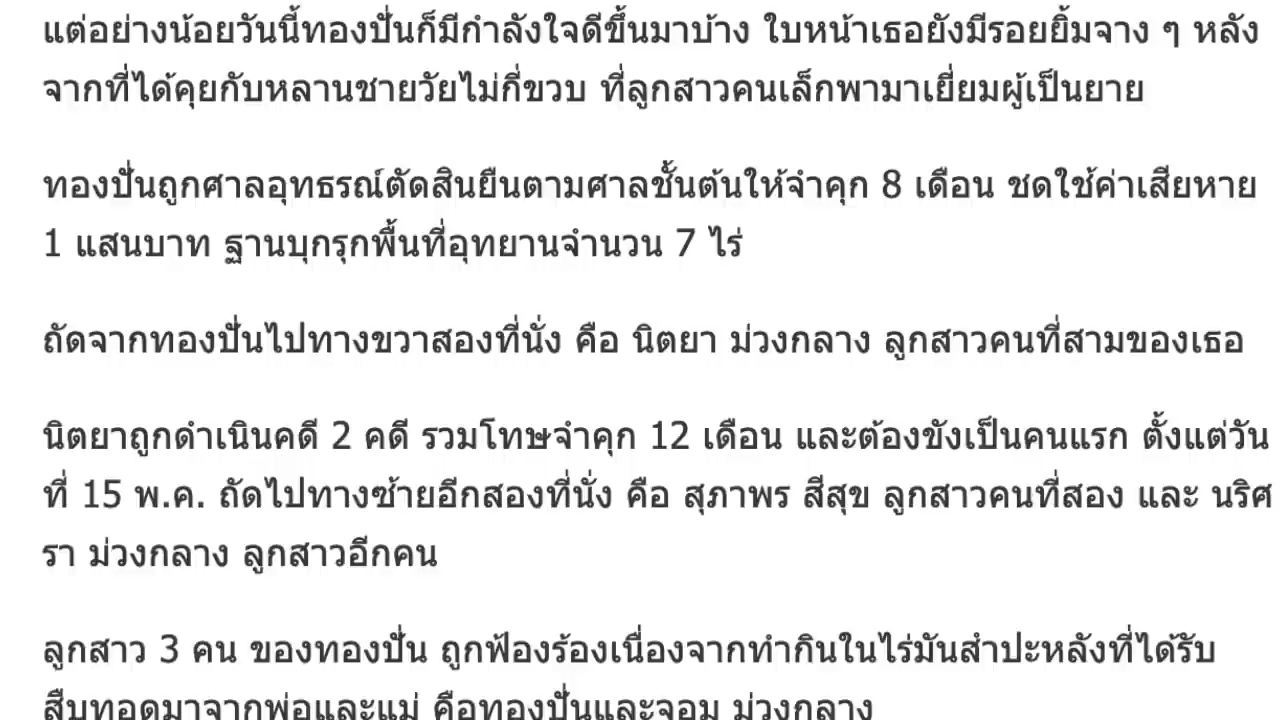 แต่อย่างน้อยวันนี้ทองปั่นก็มีกำลังใจดีขึ้นมาบ้าง ใบหน้าเธอยังมีรอยยิ้มจาง ๆ หลัง
จากที่ได้คุยกับหลานชายวัยไม่กี่ขวบ ที่ลูกสาวคนเล็กพามาเยี่ยมผู้เป็นยาย
ทองปั่นถูกศาลอุทธรณ์ตัดสินยืนตามศาลชั้นต้นให้จำคุก 8 เดือน ชดใช้ค่าเสียหาย
1 แสนบาท ฐานบุกรุกพื้นที่อุทยานจำนวน 7 ไร่
ถัดจากทองปั่นไปทางขวาสองที่นั่ง คือ นิตยา ม่วงกลาง ลูกสาวคนที่สามของเธอ
นิตยาถูกดำเนินคดี 2 คดี รวมโทษจำคุก 12 เดือน และต้องขังเป็นคนแรก ตั้งแต่วัน
ที่ 15 พ.ค. ถัดไปทางซ้ายอีกสองที่นั่ง คือ สุภาพร สีสุข ลูกสาวคนที่สอง และ นริศ
รา ม่วงกลาง ลูกสาวอีกคน
ลูกสาว 3 คน ของทองปั่น ถูกฟ้องร้องเนื่องจากทำกินในไร่มันสำปะหลังที่ได้รับ
สืบทอดมาจากพ่อและแม่ คือทองปั่นและจอม ม่วงกลาง